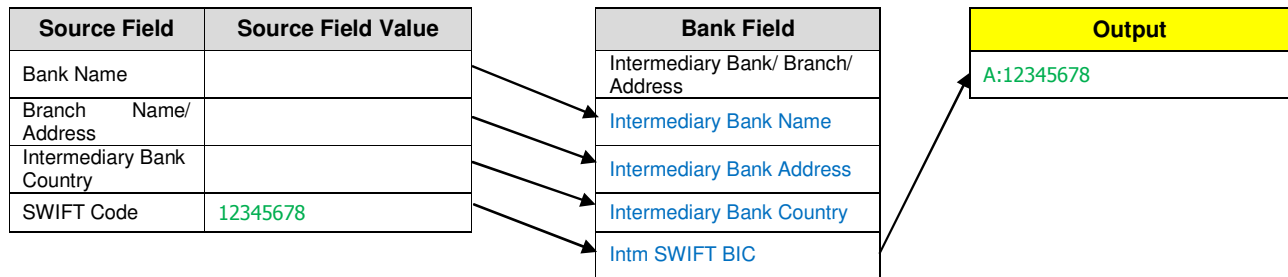 Source Field
Source Field Value
Bank Name
Branch Name/
Address
Intermediary Bank
Country
SWIFT Code
12345678
Bank Field
Intermediary Bank/ Branch/
Address
Intermediary Bank Name
Intermediary Bank Address
Intermediary Bank Country
Intm SWIFT BIC
Output
A:12345678